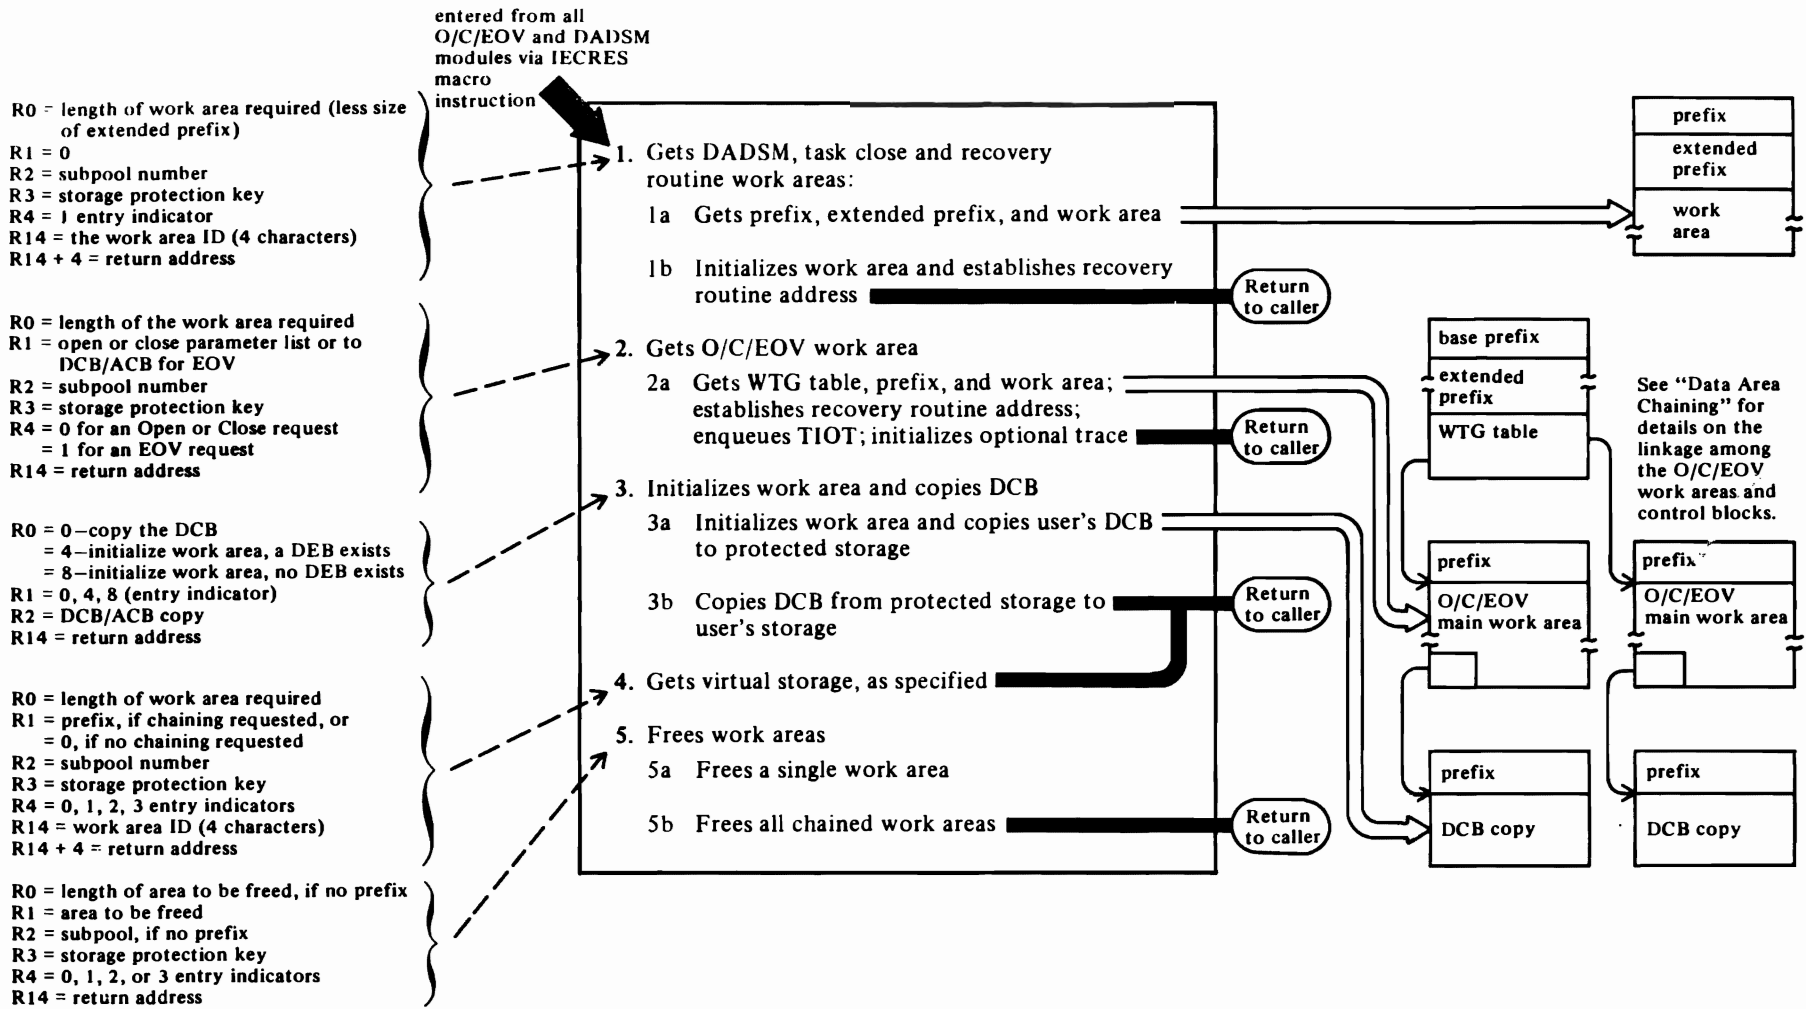 entered from all
O/C/EOV and DADSM
modules via IECRES
macro
instruction
R0 = length of work area required (less size
of extended prefix)
R1 = 0
R2 = subpool number
R3 = storage protection key
R4 = 1 entry indicator
R14 = the work area ID (4 characters)
R14 + 4 = return address
R0 = length of the work area required
R1 = open or close parameter list or to
DCB/ACB for EOV
R2 = subpool number
R3 = storage protection key
R4 = 0 for an Open or Close request
= 1 for an EOV request
R14 = return address
R0 = 0—copy the DCB
= 4—initialize work area, a DEB exists
= 8—initialize work area, no DEB exists
R1 = 0, 4, 8 (entry indicator)
R2 = DCB/ACB copy
R14 = return address
R0 = length of work area required
R1 = prefix, if chaining requested, or
= 0, if no chaining requested
R2 = subpool number
R3 = storage protection key
R4 = 0, 1, 2, 3 entry indicators
R14 = work area ID (4 characters)
R14 + 4 = return address
R0 = length of area to be freed, if no prefix
R1 = area to be freed
R2 = subpool, if no prefix
R3 = storage protection key
R4 = 0, 1, 2, or 3 entry indicators
R14 = return address
1. Gets DADSM, task close and recovery
routine work areas:
1a Gets prefix, extended prefix, and work area
1b Initializes work area and establishes recovery
routine address
Return
to caller
2. Gets O/C/EOV work area
2a Gets WTG table, prefix, and work area;
establishes recovery routine address;
enqueues TIOT; initializes optional trace
Return
to caller
3. Initializes work area and copies DCB
3a Initializes work area and copies user's DCB
to protected storage
3b Copies DCB from protected storage to
user's storage
Return
to caller
4. Gets virtual storage, as specified
5. Frees work areas
5a Frees a single work area
5b Frees all chained work areas
Return
to caller
prefix
extended
prefix
work
area
base prefix
extended
prefix
WTG table
See “Data Area
Chaining” for
details on the
linkage among
the O/C/EOV
work areas and
control blocks.
prefix
O/C/EOV
main work area
prefix
O/C/EOV
main work area
prefix
DCB copy
prefix
DCB copy